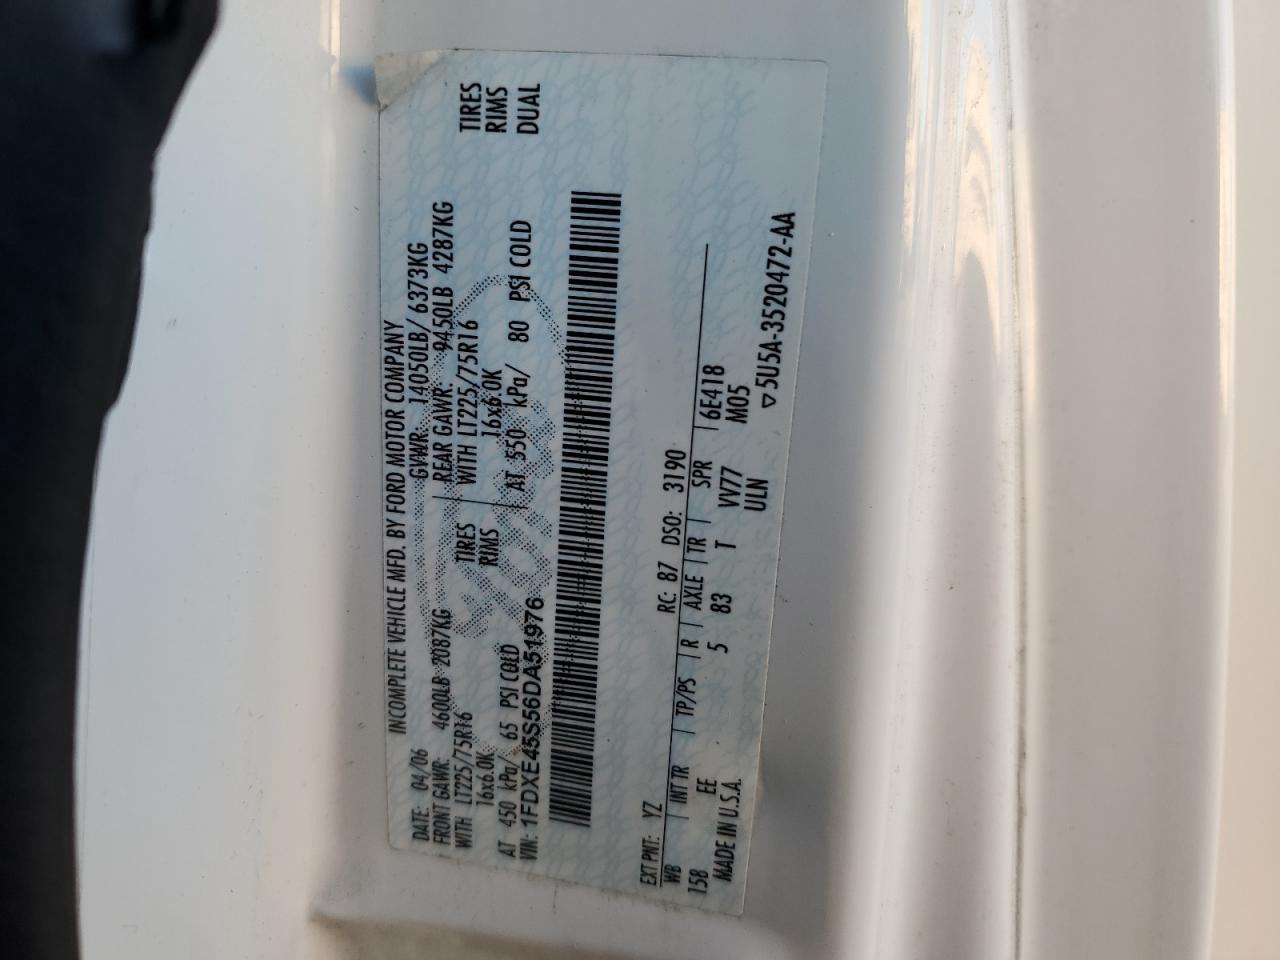 INCOMPLETE VEHICLE MFD. BY FORD MOTOR COMPANY
DATE: 04/06 GVWR: 14050LB/ 6373KG
FRONT GAWR: 4600LB 2087KG REAR GAWR: 9450LB 4287KG
WITH LT225/75R16 TIRES WITH LT225/75R16 TIRES
16x6.0K RIMS 16x6.0K RIMS
AT 450 kPa/ 65 PSI COLD AT 550 kPa/ 80 PSI COLD DUAL
VIN: 1FDXE45S56DA51976
EXT PNT: YZ RC: 87 DSO: 3190
WB INT TR TP/PS R AXLE TR SPR 6E418
158 EE 5 83 T VV77 M05
MADE IN U.S.A. ULN
▽5U5A-3520472-AA